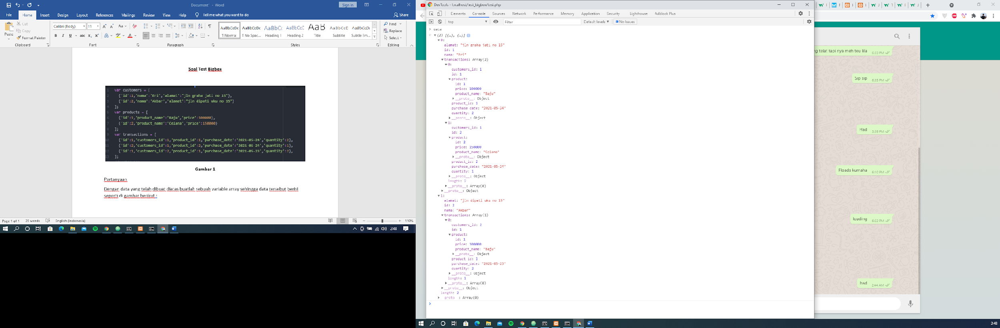 Document1 - Word
Sign in
File Home Insert Design Layout References Mailings Review View Help Tell me what you want to do
Share
Paste
Cut
Copy
Format Painter
Calibri (Body) 11
AaBbCcDc AaBbCcDc AaBbC( AaBbCcC AaB AaBbCcD AaBbCcDc
¶ Normal ¶ No Spac... Heading 1 Heading 2 Title Subtitle Subtle Em...
Find
Replace
Select
Clipboard Font Paragraph Styles Editing
Soal Test Bigbox
1 var customers = [
2 {'id':1,'nama':'Eri','alamat':"jln graha jati no 15"},
3 {'id':2,'nama':'Akbar','alamat':"jln dipati uku no 15"}
4 ];
5 var products = [
6 {'id':1,'product_name':'Baju','price':100000},
7 {'id':2,'product_name':'Celana','price':150000}
8 ];
9 var transactions = [
10 {'id':1,'customers_id':1,'product_id':1,'purchase_date':'2021-05-24','quantity':2},
11 {'id':2,'customers_id':1,'product_id':2,'purchase_date':'2021-05-24','quantity':1},
12 {'id':1,'customers_id':2,'product_id':1,'purchase_date':'2021-05-23','quantity':2},
13 ];
Gambar 1
Pertanyaan
Dengan data yang telah dibuat diatas buatlah sebuah variable array sehingga data tersebut berisi
seperti di gambar berikut :
Page 1 of 1 25 words English (Indonesia) 110%
2:48
DevTools - localhost/test_bigbox/test.php
Elements Console Sources Network Performance Memory Application Security Lighthouse Adblock Plus
top Filter Default levels No Issues
> data
(2) [{…}, {…}]
0:
alamat: "jln graha jati no 15"
id: 1
nama: "Eri"
transactions: Array(2)
0:
customers_id: 1
id: 1
product:
id: 1
price: 100000
product_name: "Baju"
__proto__: Object
product_id: 1
purchase_date: "2021-05-24"
quantity: 2
__proto__: Object
1:
customers_id: 1
id: 2
product:
id: 2
price: 150000
product_name: "Celana"
__proto__: Object
product_id: 2
purchase_date: "2021-05-24"
quantity: 1
__proto__: Object
length: 2
__proto__: Array(0)
__proto__: Object
1:
alamat: "jln dipati uku no 15"
id: 2
nama: "Akbar"
transactions: Array(1)
0:
customers_id: 2
id: 1
product:
id: 1
price: 100000
product_name: "Baju"
__proto__: Object
product_id: 1
purchase_date: "2021-05-23"
quantity: 2
__proto__: Object
length: 1
__proto__: Array(0)
__proto__: Object
length: 2
__proto__: Array(0)
>
telat tapi nya meh teu lila 6:33 PM
Sip sip 6:35 PM
Had 5:39 PM
Floads kumaha 6:10 PM
loading 6:22 PM
had 2:44 AM
2:48